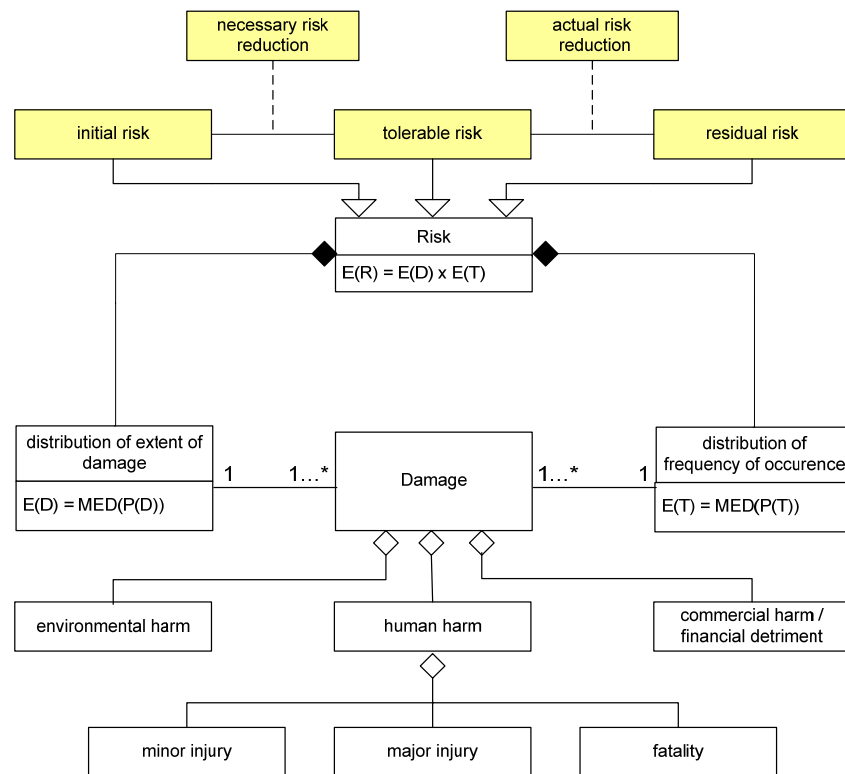 necessary risk
reduction
actual risk
reduction
initial risk
tolerable risk
residual risk
Risk
E(R) = E(D) x E(T)
distribution of extent of
damage
E(D) = MED(P(D))
1
1...*
Damage
1...*
1
distribution of
frequency of occurence
E(T) = MED(P(T))
environmental harm
human harm
commercial harm /
financial detriment
minor injury
major injury
fatality